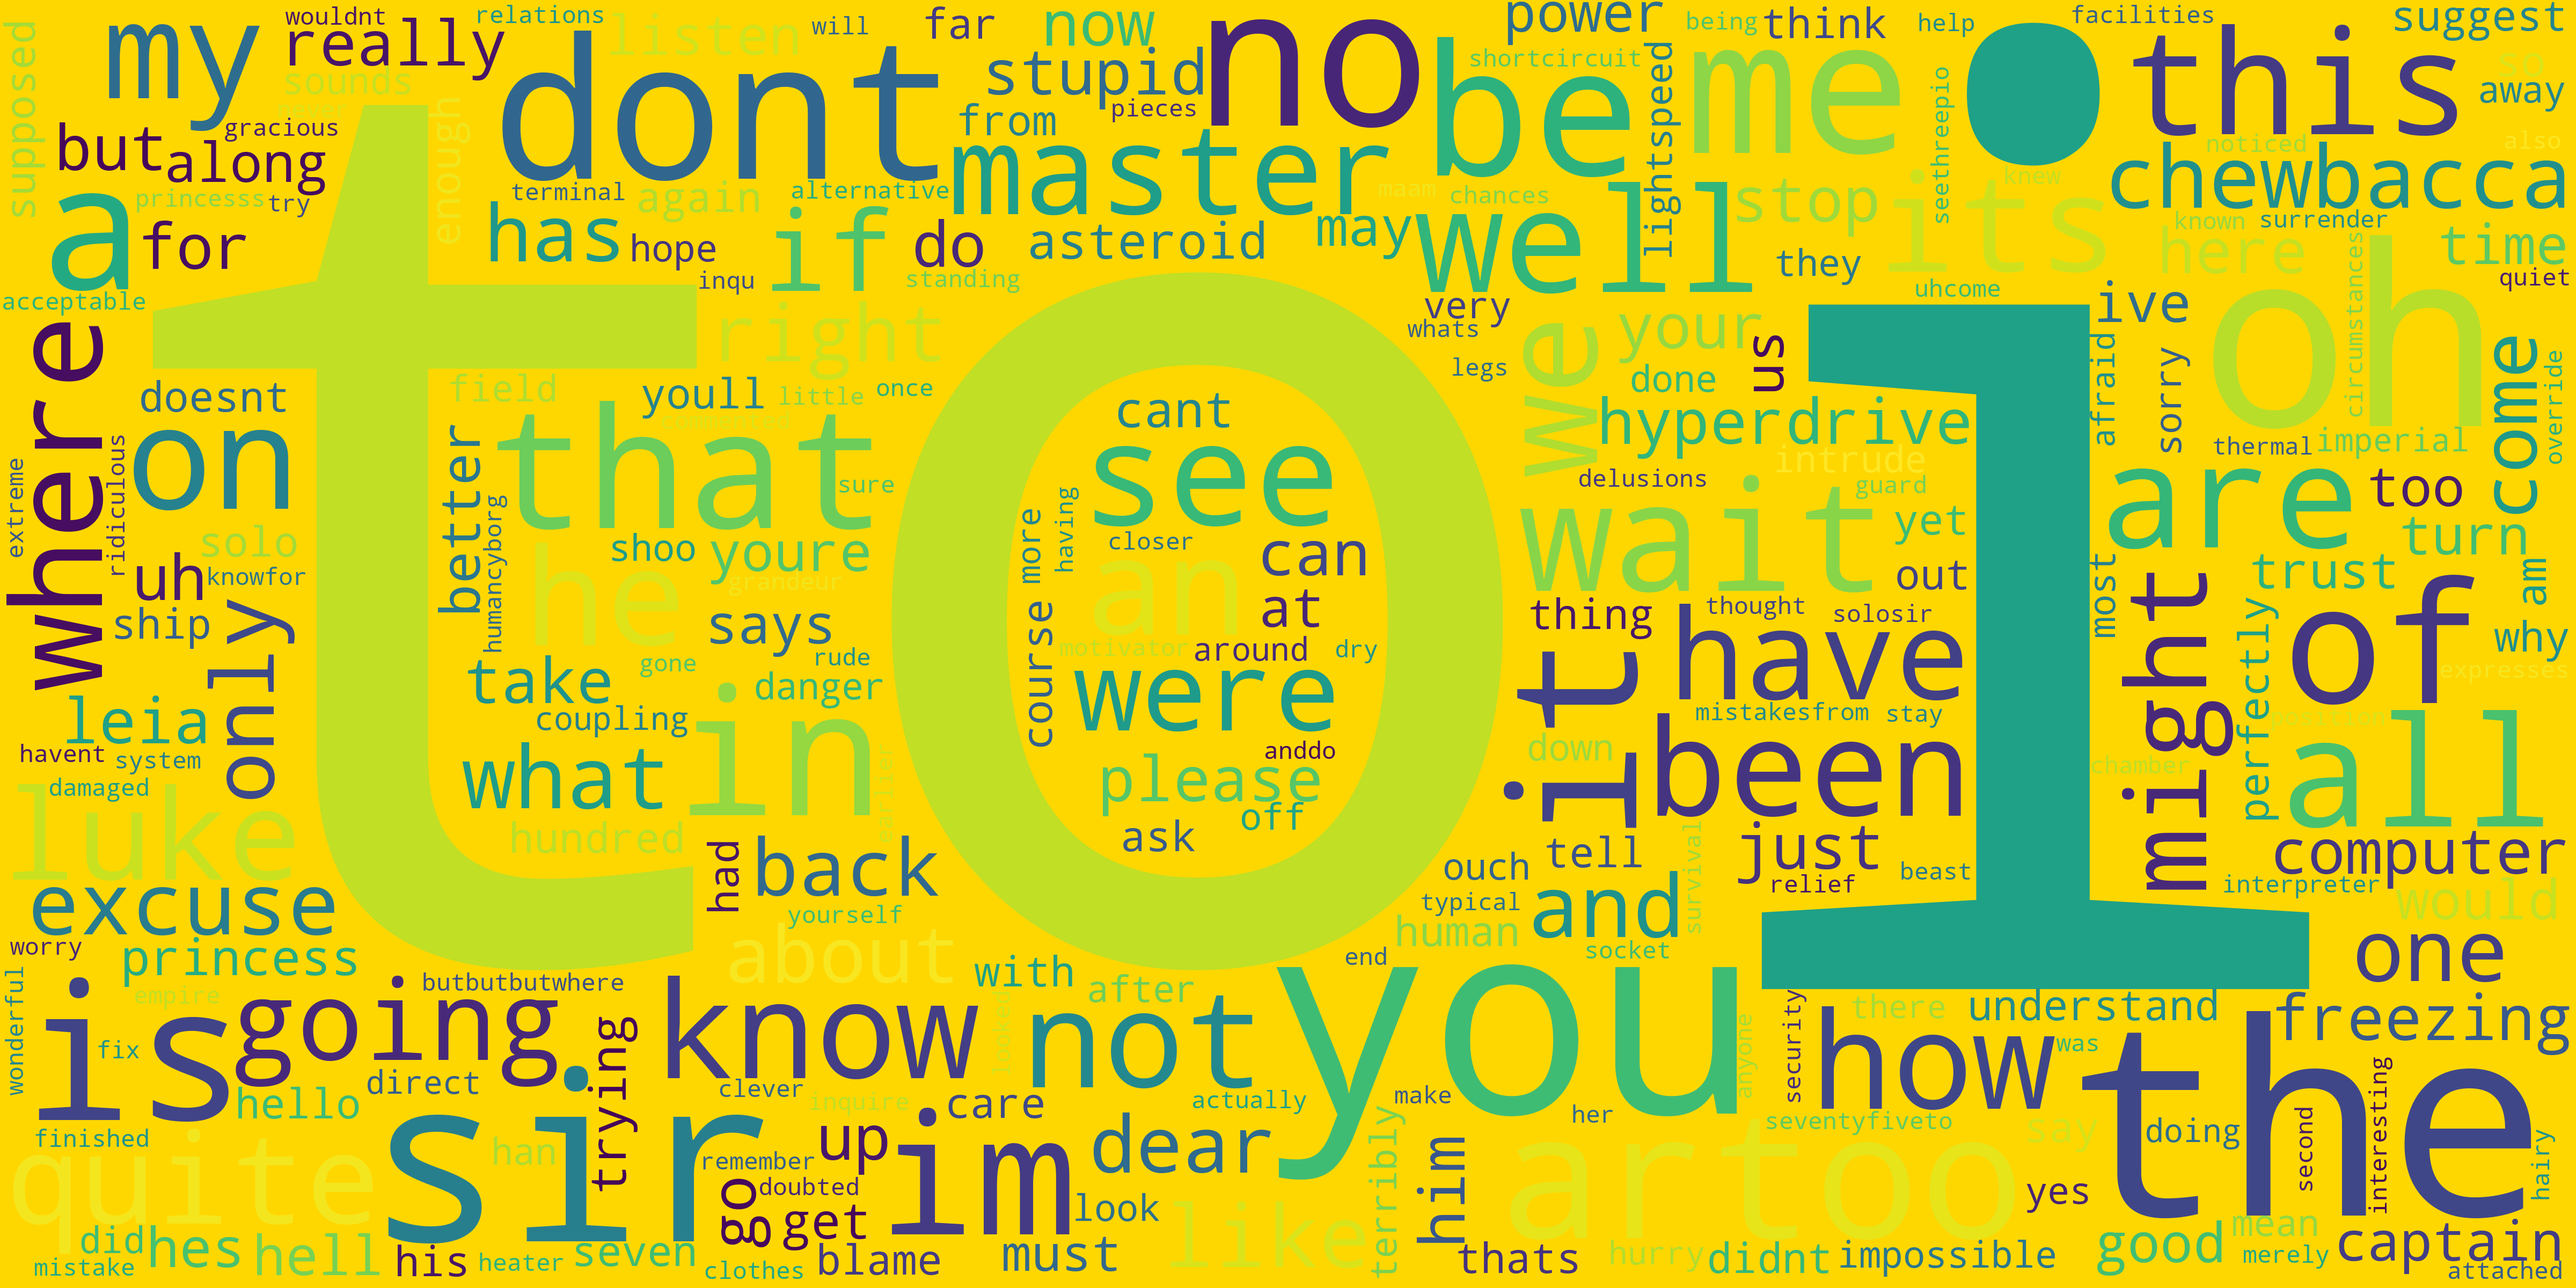 wouldnt
relations
my
really
listen
will
far
now
power
being
think
help
facilities
suggest
supposed
sounds
dont
stupid
no
be
shortcircuit
me
this
so
away
but
along
gracious
enough
from
pieces
master
lightspeed
seethreepio
noticed
also
a
princesss
try
for
terminal
again
alternative
has
hope
if
do
asteroid
maam
chances
may
well
stop
its
knew
chewbacca
known
surrender
here
time
quiet
acceptable
inqu
standing
they
uhcome
very
whats
legs
we
your
us
done
ive
oh
circumstances
come
override
where
t o i
right
doesnt
field
youll
little
once
cant
see
hyperdrive
afraid
sorry
thermal
imperial
on
that
better
sure
intrude
delusions
guard
are
too
extreme
ridiculous
solo
humancyborg
shoo
youre
he
grandeur
more
having
closer
an
can
wait
yet
turn
uh
knowfor
ship
only
says
at
out
most
might
trust
am
thing
thought
solosir
have
of
why
take
gone
rude
danger
course
motivator
around
dry
were
it
perfectly
expresses
leia
coupling
in
mistakesfrom
stay
position
havent
system
what
anddo
down
been
chamber
all
damaged
luke
hundred
earlier
please
off
ask
had
back
ouch
tell
just
computer
excuse
yourself
typical
and
survival
relief
beast
interpreter
would
worry
princess
about
human
socket
one
wonderful
empire
butbutbutwhere
with
after
end
is
going
know
looked
not
you
anyone
security
there
understand
freezing
fix
direct
trying
clever
inquire
care
actually
make
her
how
was
the
hello
finished
seventyfiveto
say
doing
second
interesting
hairy
quite
han
sir
remember
up
im
dear
terribly
him
artoo
yes
doubted
go
get
look
like
mean
did
hes
hell
his
heater
seven
clothes
blame
must
thats
hurry
didnt
impossible
good
merely
captain
mistake
attached